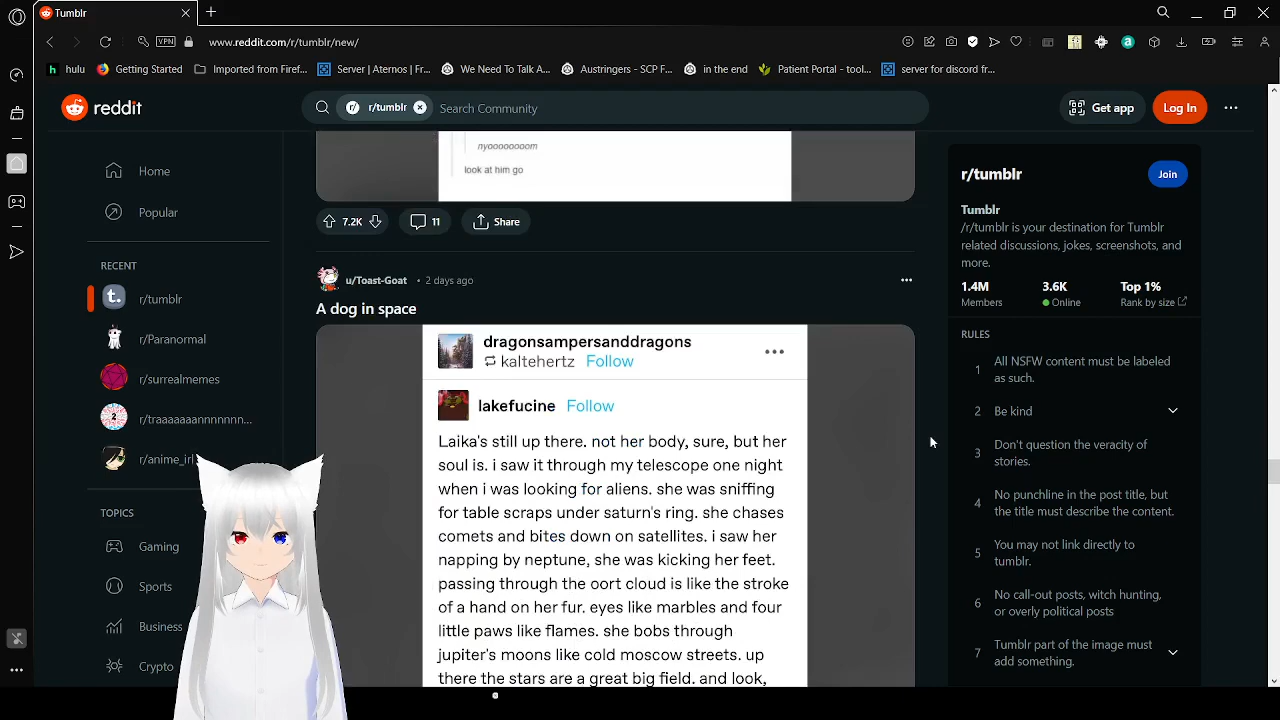 Tumblr
VPN
www.reddit.com/r/tumblr/new/
h hulu
Getting Started
Imported from Firef...
Server | Aternos | Fr...
We Need To Talk A...
Austringers - SCP F...
in the end
Patient Portal - tool...
server for discord fr...
reddit
r/ r/tumblr
Search Community
Get app
Log In
Home
Popular
RECENT
r/tumblr
r/Paranormal
r/surrealmemes
r/traaaaaaannnnnnn...
r/anime_irl
TOPICS
Gaming
Sports
Business
Crypto
nyoooooooom
look at him go
7.2K
11
Share
u/Toast-Goat • 2 days ago
A dog in space
dragonsampersanddragons
kaltehertz Follow
lakefucine Follow
Laika's still up there. not her body, sure, but her
soul is. i saw it through my telescope one night
when i was looking for aliens. she was sniffing
for table scraps under saturn's ring. she chases
comets and bites down on satellites. i saw her
napping by neptune, she was kicking her feet.
passing through the oort cloud is like the stroke
of a hand on her fur. eyes like marbles and four
little paws like flames. she bobs through
jupiter's moons like cold moscow streets. up
there the stars are a great big field. and look,
r/tumblr
Join
Tumblr
/r/tumblr is your destination for Tumblr
related discussions, jokes, screenshots, and
more.
1.4M
Members
3.6K
Online
Top 1%
Rank by size
RULES
1 All NSFW content must be labeled
as such.
2 Be kind
3 Don't question the veracity of
stories.
4 No punchline in the post title, but
the title must describe the content.
5 You may not link directly to
tumblr.
6 No call-out posts, witch hunting,
or overly political posts
7 Tumblr part of the image must
add something.